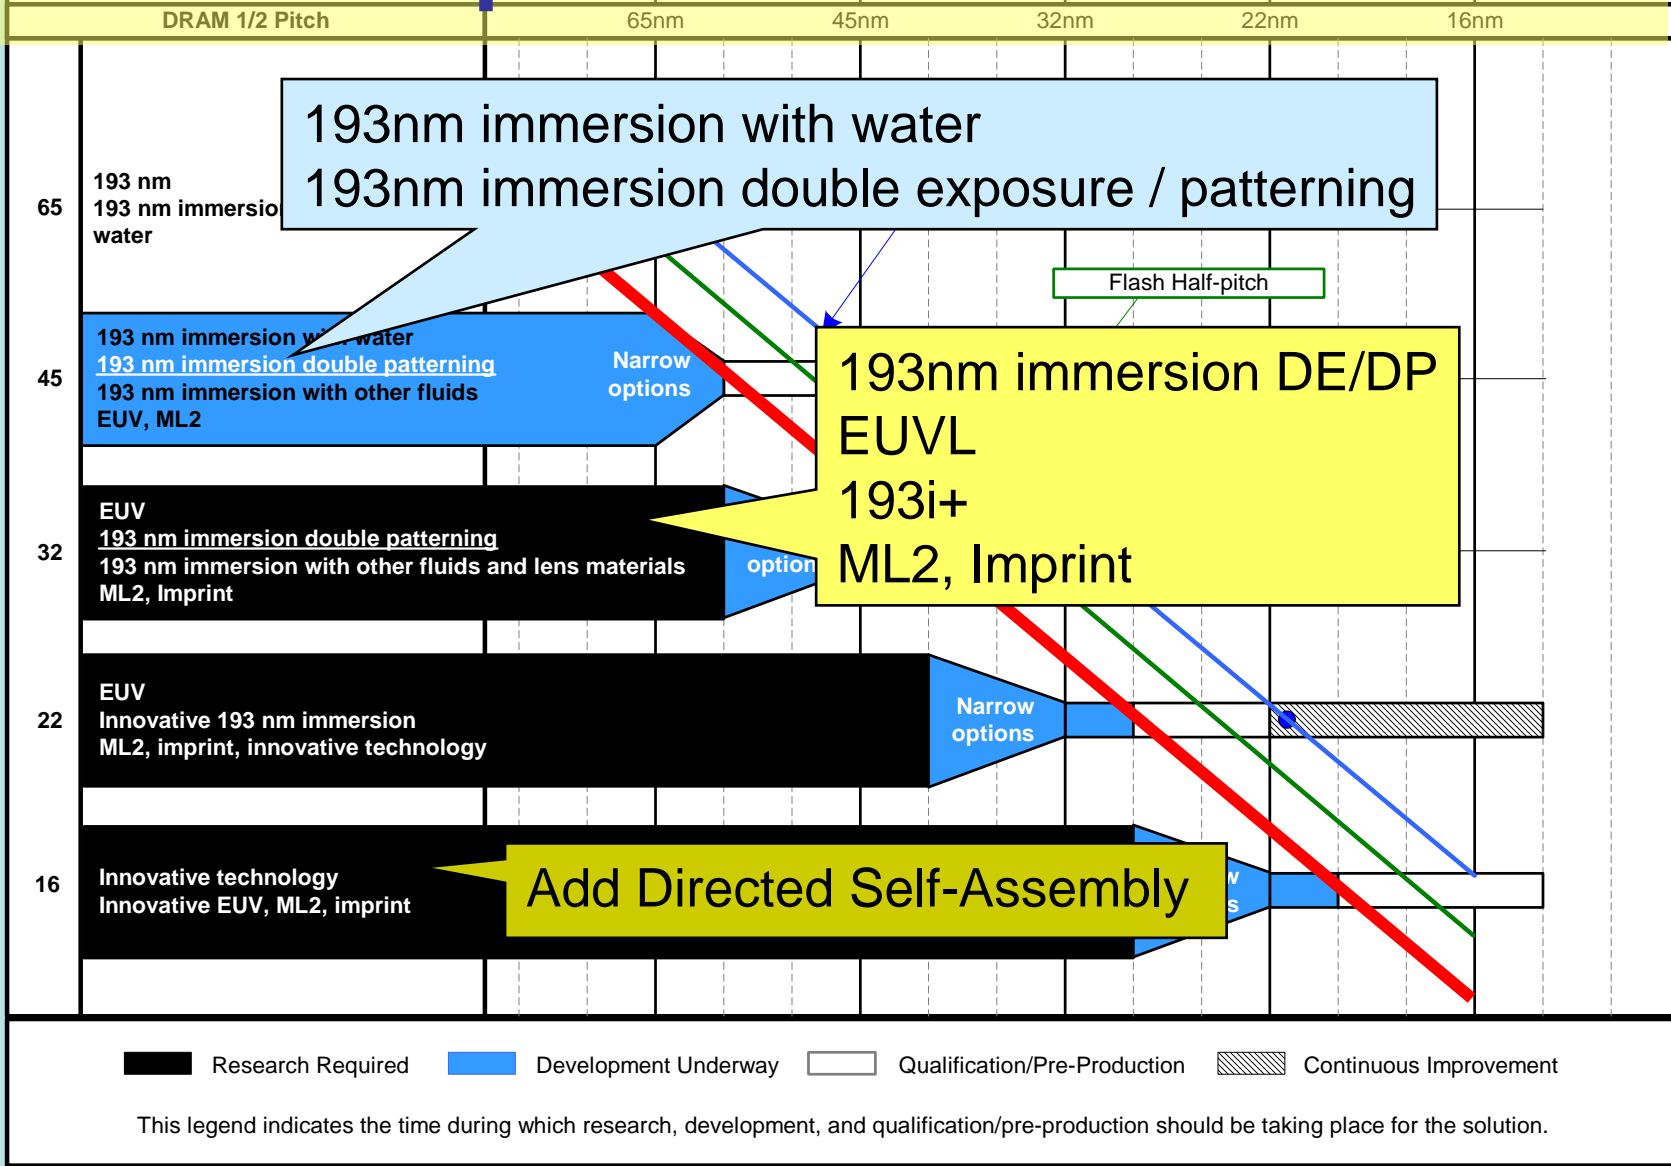 DRAM 1/2 Pitch 65nm 45nm 32nm 22nm 16nm
193nm immersion with water
193nm immersion double exposure / patterning
65
193 nm
193 nm immersion
water
Flash Half-pitch
45
193 nm immersion with water
193 nm immersion double patterning
193 nm immersion with other fluids
EUV, ML2
Narrow
options
193nm immersion DE/DP
EUVL
193i+
ML2, Imprint
32
EUV
193 nm immersion double patterning
193 nm immersion with other fluids and lens materials
ML2, Imprint
option
22
EUV
Innovative 193 nm immersion
ML2, imprint, innovative technology
Narrow
options
16
Innovative technology
Innovative EUV, ML2, imprint
Add Directed Self-Assembly
w
s
Research Required Development Underway Qualification/Pre-Production Continuous Improvement
This legend indicates the time during which research, development, and qualification/pre-production should be taking place for the solution.